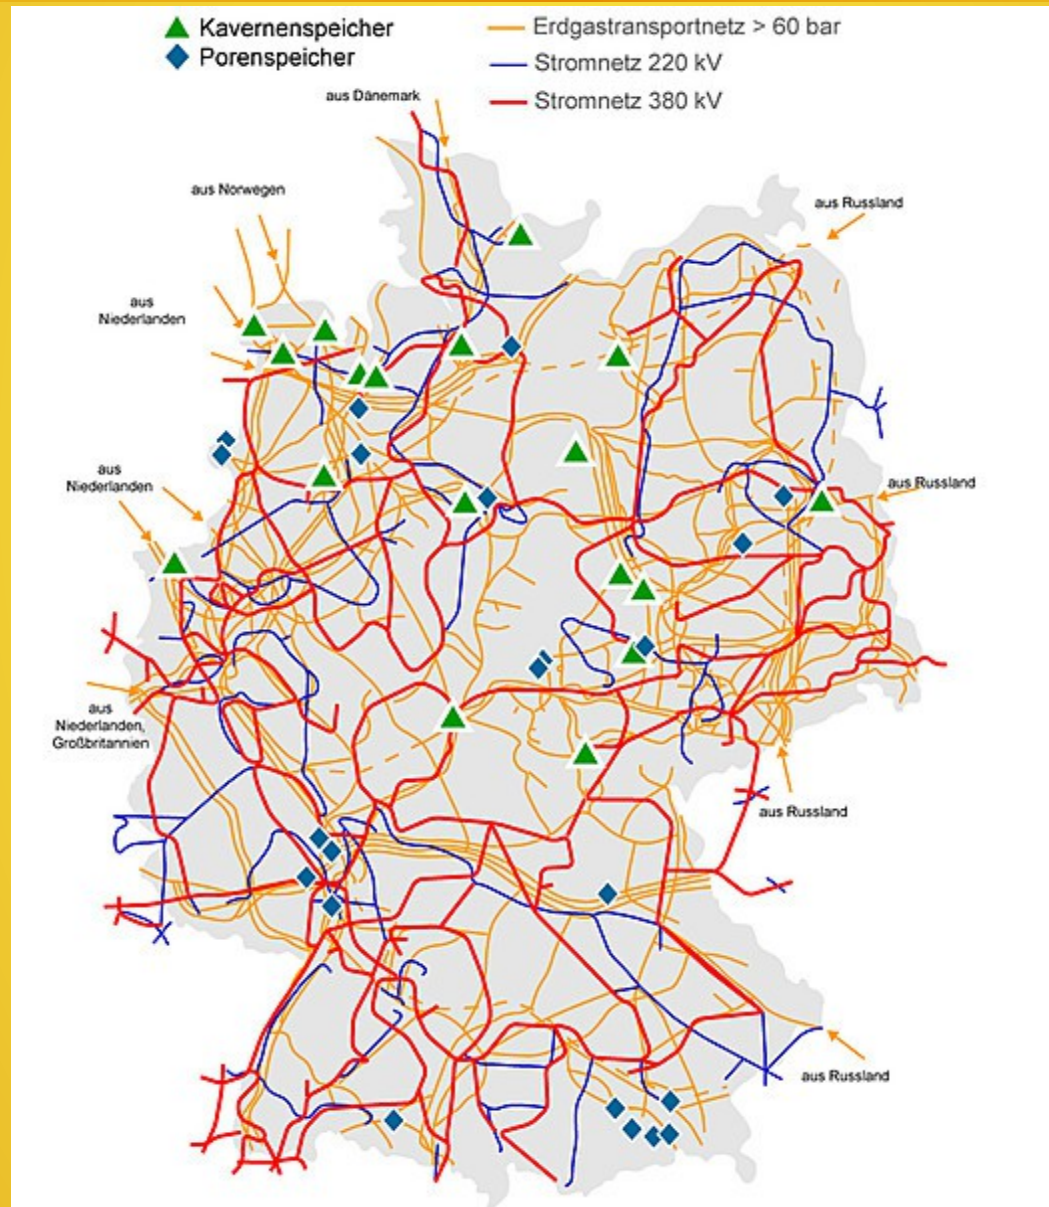 Kavernenspeicher
Porenspeicher
Erdgastransportnetz > 60 bar
Stromnetz 220 kV
Stromnetz 380 kV
aus Dänemark
aus Norwegen
aus Russland
aus
Niederlanden
aus
Niederlanden
aus Russland
aus
Niederlanden,
Großbritannien
aus Russland
aus Russland